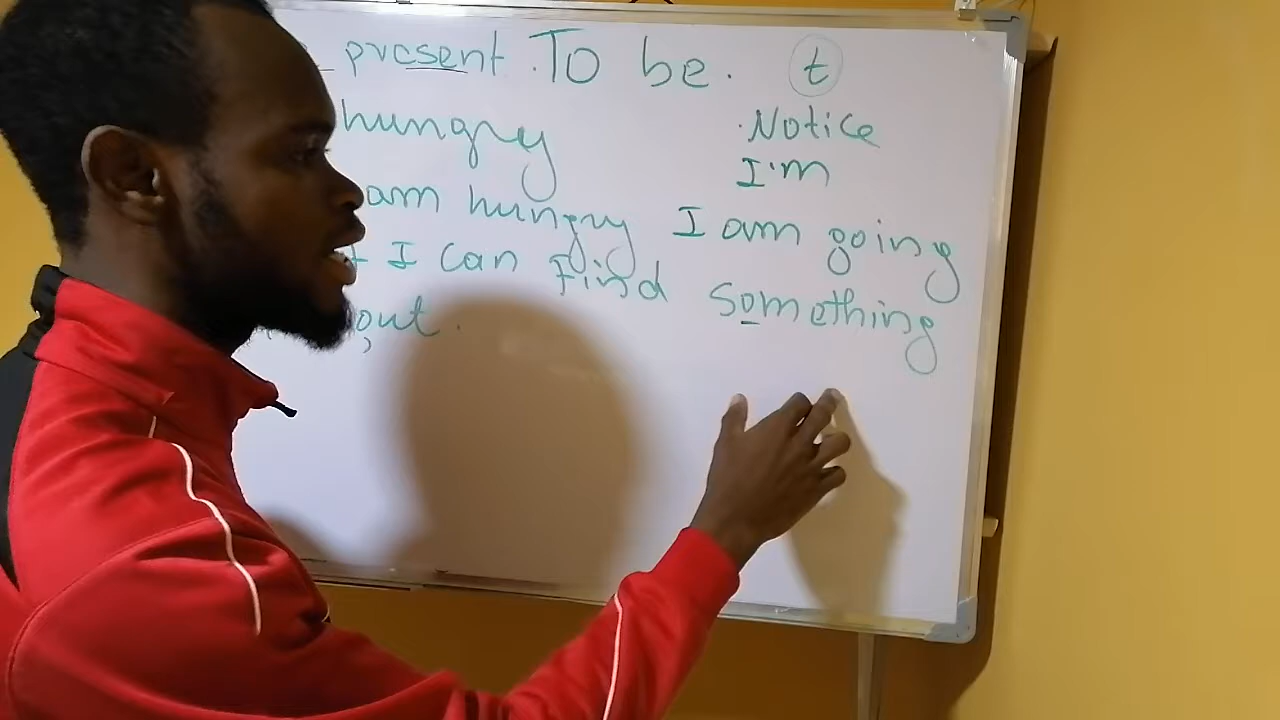 present To be. t
hungry
Notice
I'm
am hungry I am going
I can find something
out.